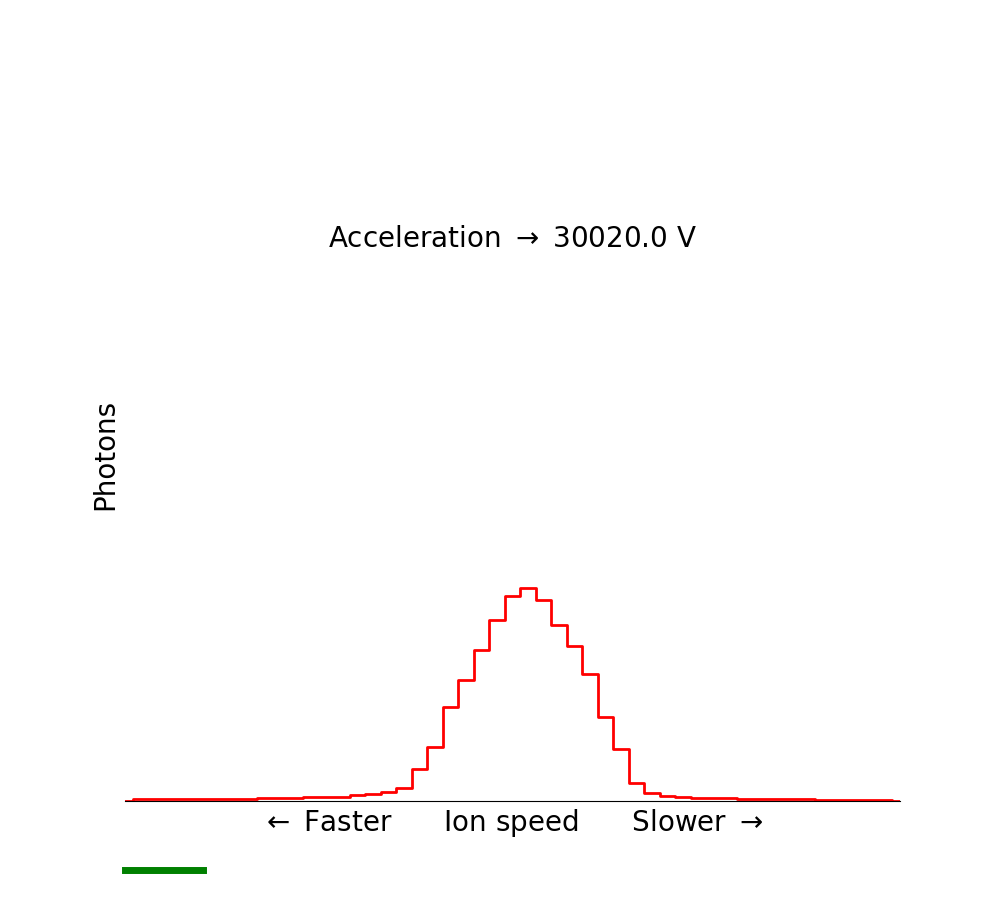 Acceleration → 30020.0 V
Photons
← Faster Ion speed Slower →